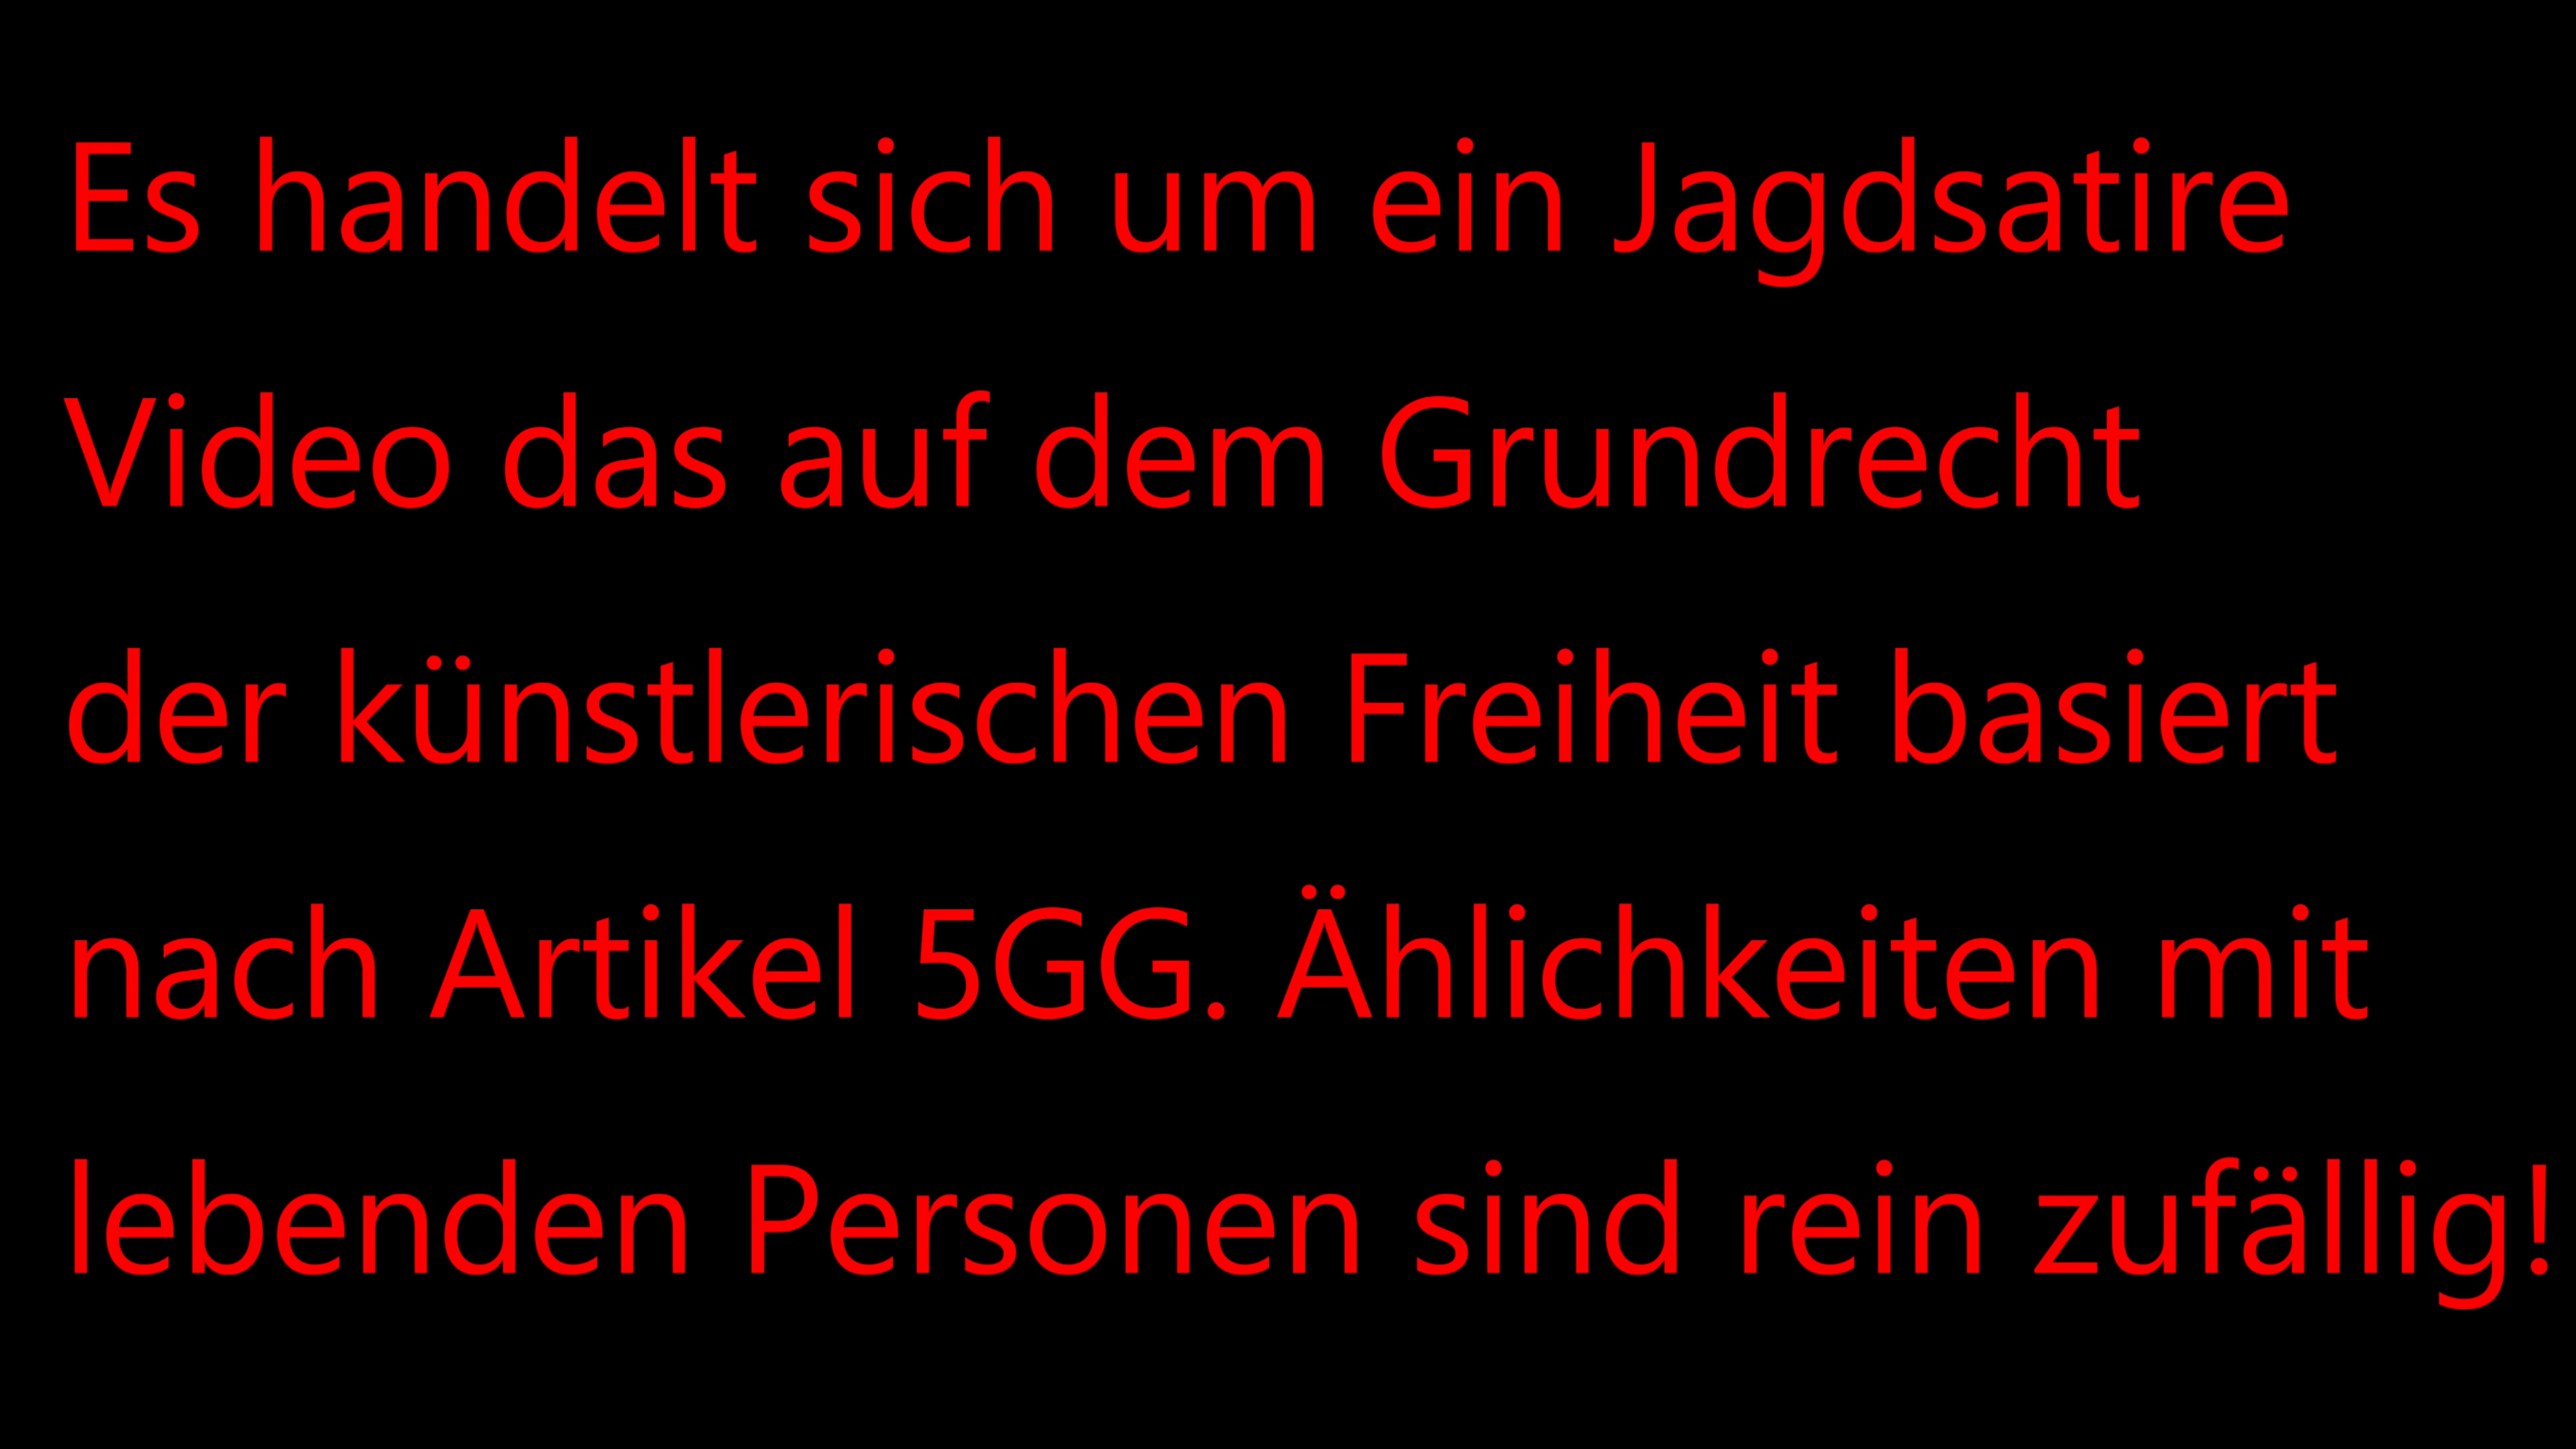 Es handelt sich um ein Jagdsatire
Video das auf dem Grundrecht
der künstlerischen Freiheit basiert
nach Artikel 5GG. Ählichkeiten mit
lebenden Personen sind rein zufällig!